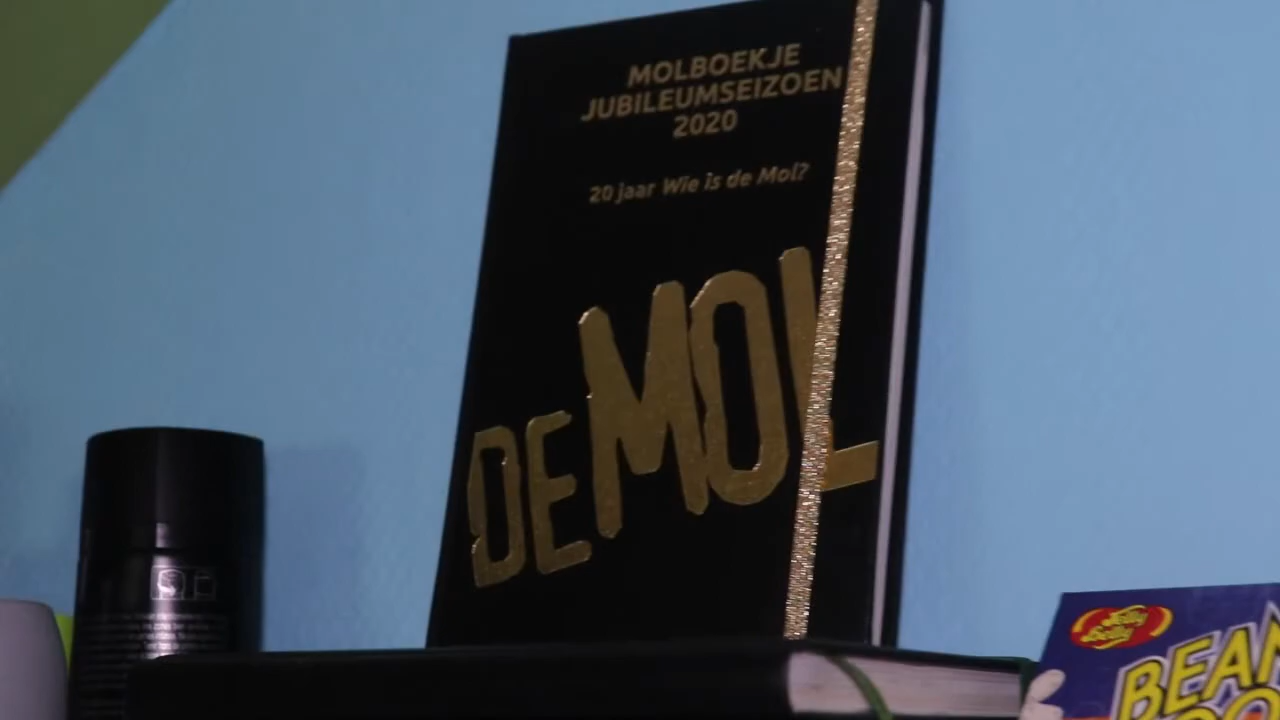 MOLBOEKJE
JUBILEUMSEIZOEN
2020
20 jaar Wie is de Mol?
DE MOL
Jelly
Belly
BEAN